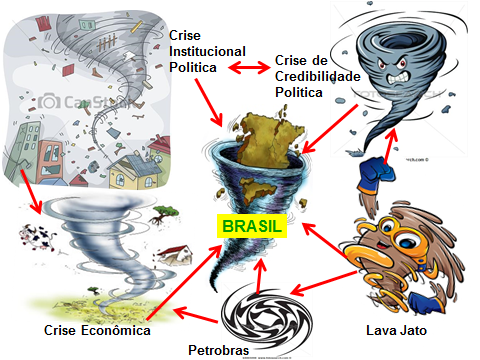 Crise
Institucional
Politica
Crise de
Credibilidade
Politica
BRASIL
Crise Econômica
Petrobras
Lava Jato